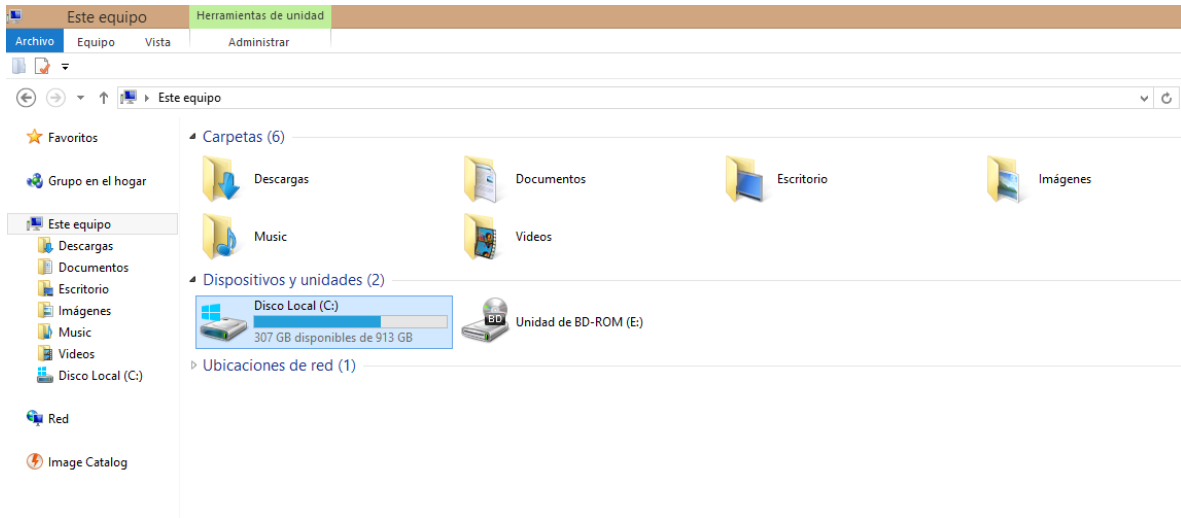 Este equipo Herramientas de unidad
Archivo Equipo Vista Administrar
Este equipo
Favoritos
Grupo en el hogar
Este equipo
Descargas
Documentos
Escritorio
Imágenes
Music
Videos
Disco Local (C:)
Red
Image Catalog
Carpetas (6)
Descargas Documentos Escritorio Imágenes
Music Videos
Dispositivos y unidades (2)
Disco Local (C:)
307 GB disponibles de 913 GB
BD Unidad de BD-ROM (E:)
Ubicaciones de red (1)